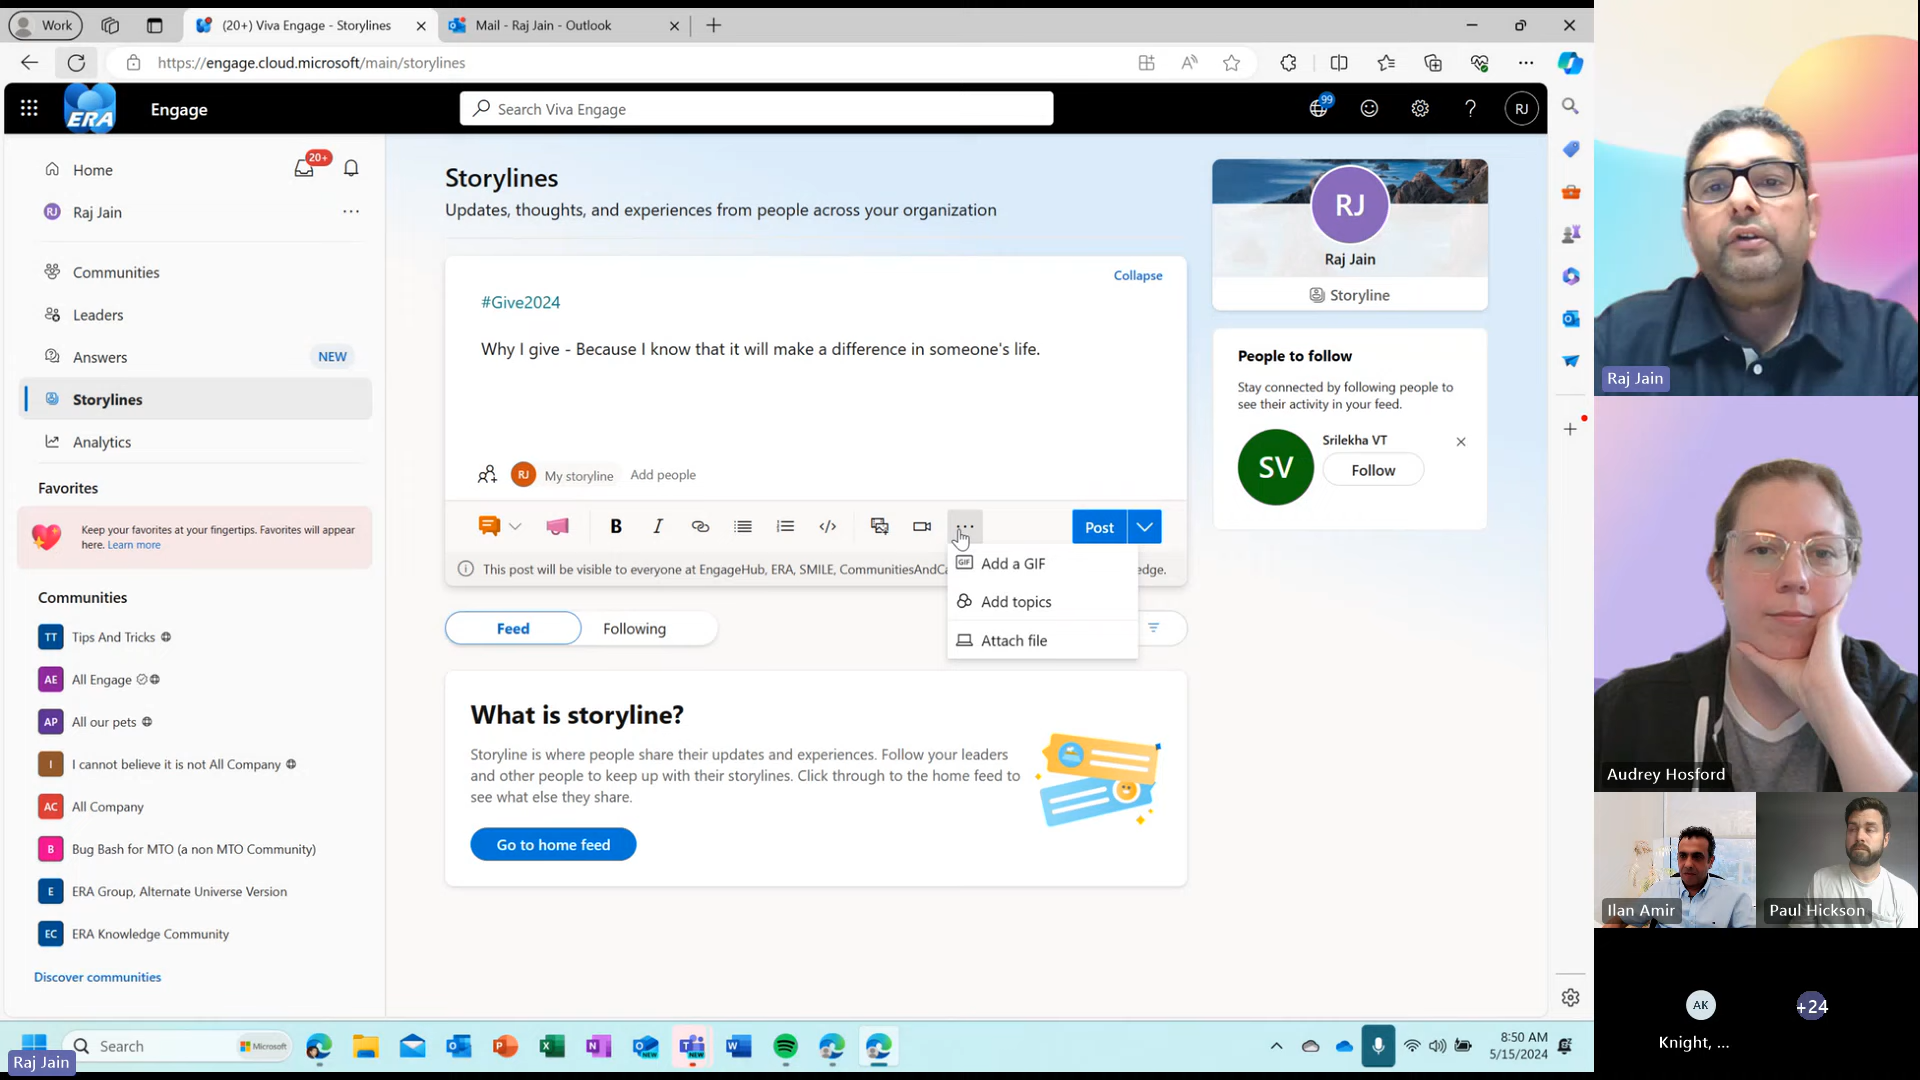 Work
(20+) Viva Engage - Storylines
Mail - Raj Jain - Outlook
https://engage.cloud.microsoft/main/storylines
ERA
Engage
Search Viva Engage
99
RJ
Home
20+
RJ Raj Jain
Communities
Leaders
Answers
NEW
Storylines
Analytics
Favorites
Keep your favorites at your fingertips. Favorites will appear
here. Learn more
Communities
TT Tips And Tricks
AE All Engage
AP All our pets
I I cannot believe it is not All Company
AC All Company
B Bug Bash for MTO (a non MTO Community)
E ERA Group, Alternate Universe Version
EC ERA Knowledge Community
Discover communities
Storylines
Updates, thoughts, and experiences from people across your organization
Collapse
#Give2024
Why I give - Because I know that it will make a difference in someone's life.
RJ My storyline Add people
B I
Post
This post will be visible to everyone at EngageHub, ERA, SMILE, CommunitiesAndCa
edge.
GIF Add a GIF
Add topics
Attach file
Feed
Following
What is storyline?
Storyline is where people share their updates and experiences. Follow your leaders
and other people to keep up with their storylines. Click through to the home feed to
see what else they share.
Go to home feed
RJ
Raj Jain
Storyline
People to follow
Stay connected by following people to
see their activity in your feed.
SV
Srilekha VT
Follow
Raj Jain
Audrey Hosford
Ilan Amir
Paul Hickson
AK
+24
Knight, ...
Search
Microsoft
NEW
NEW
8:50 AM
5/15/2024
Raj Jain